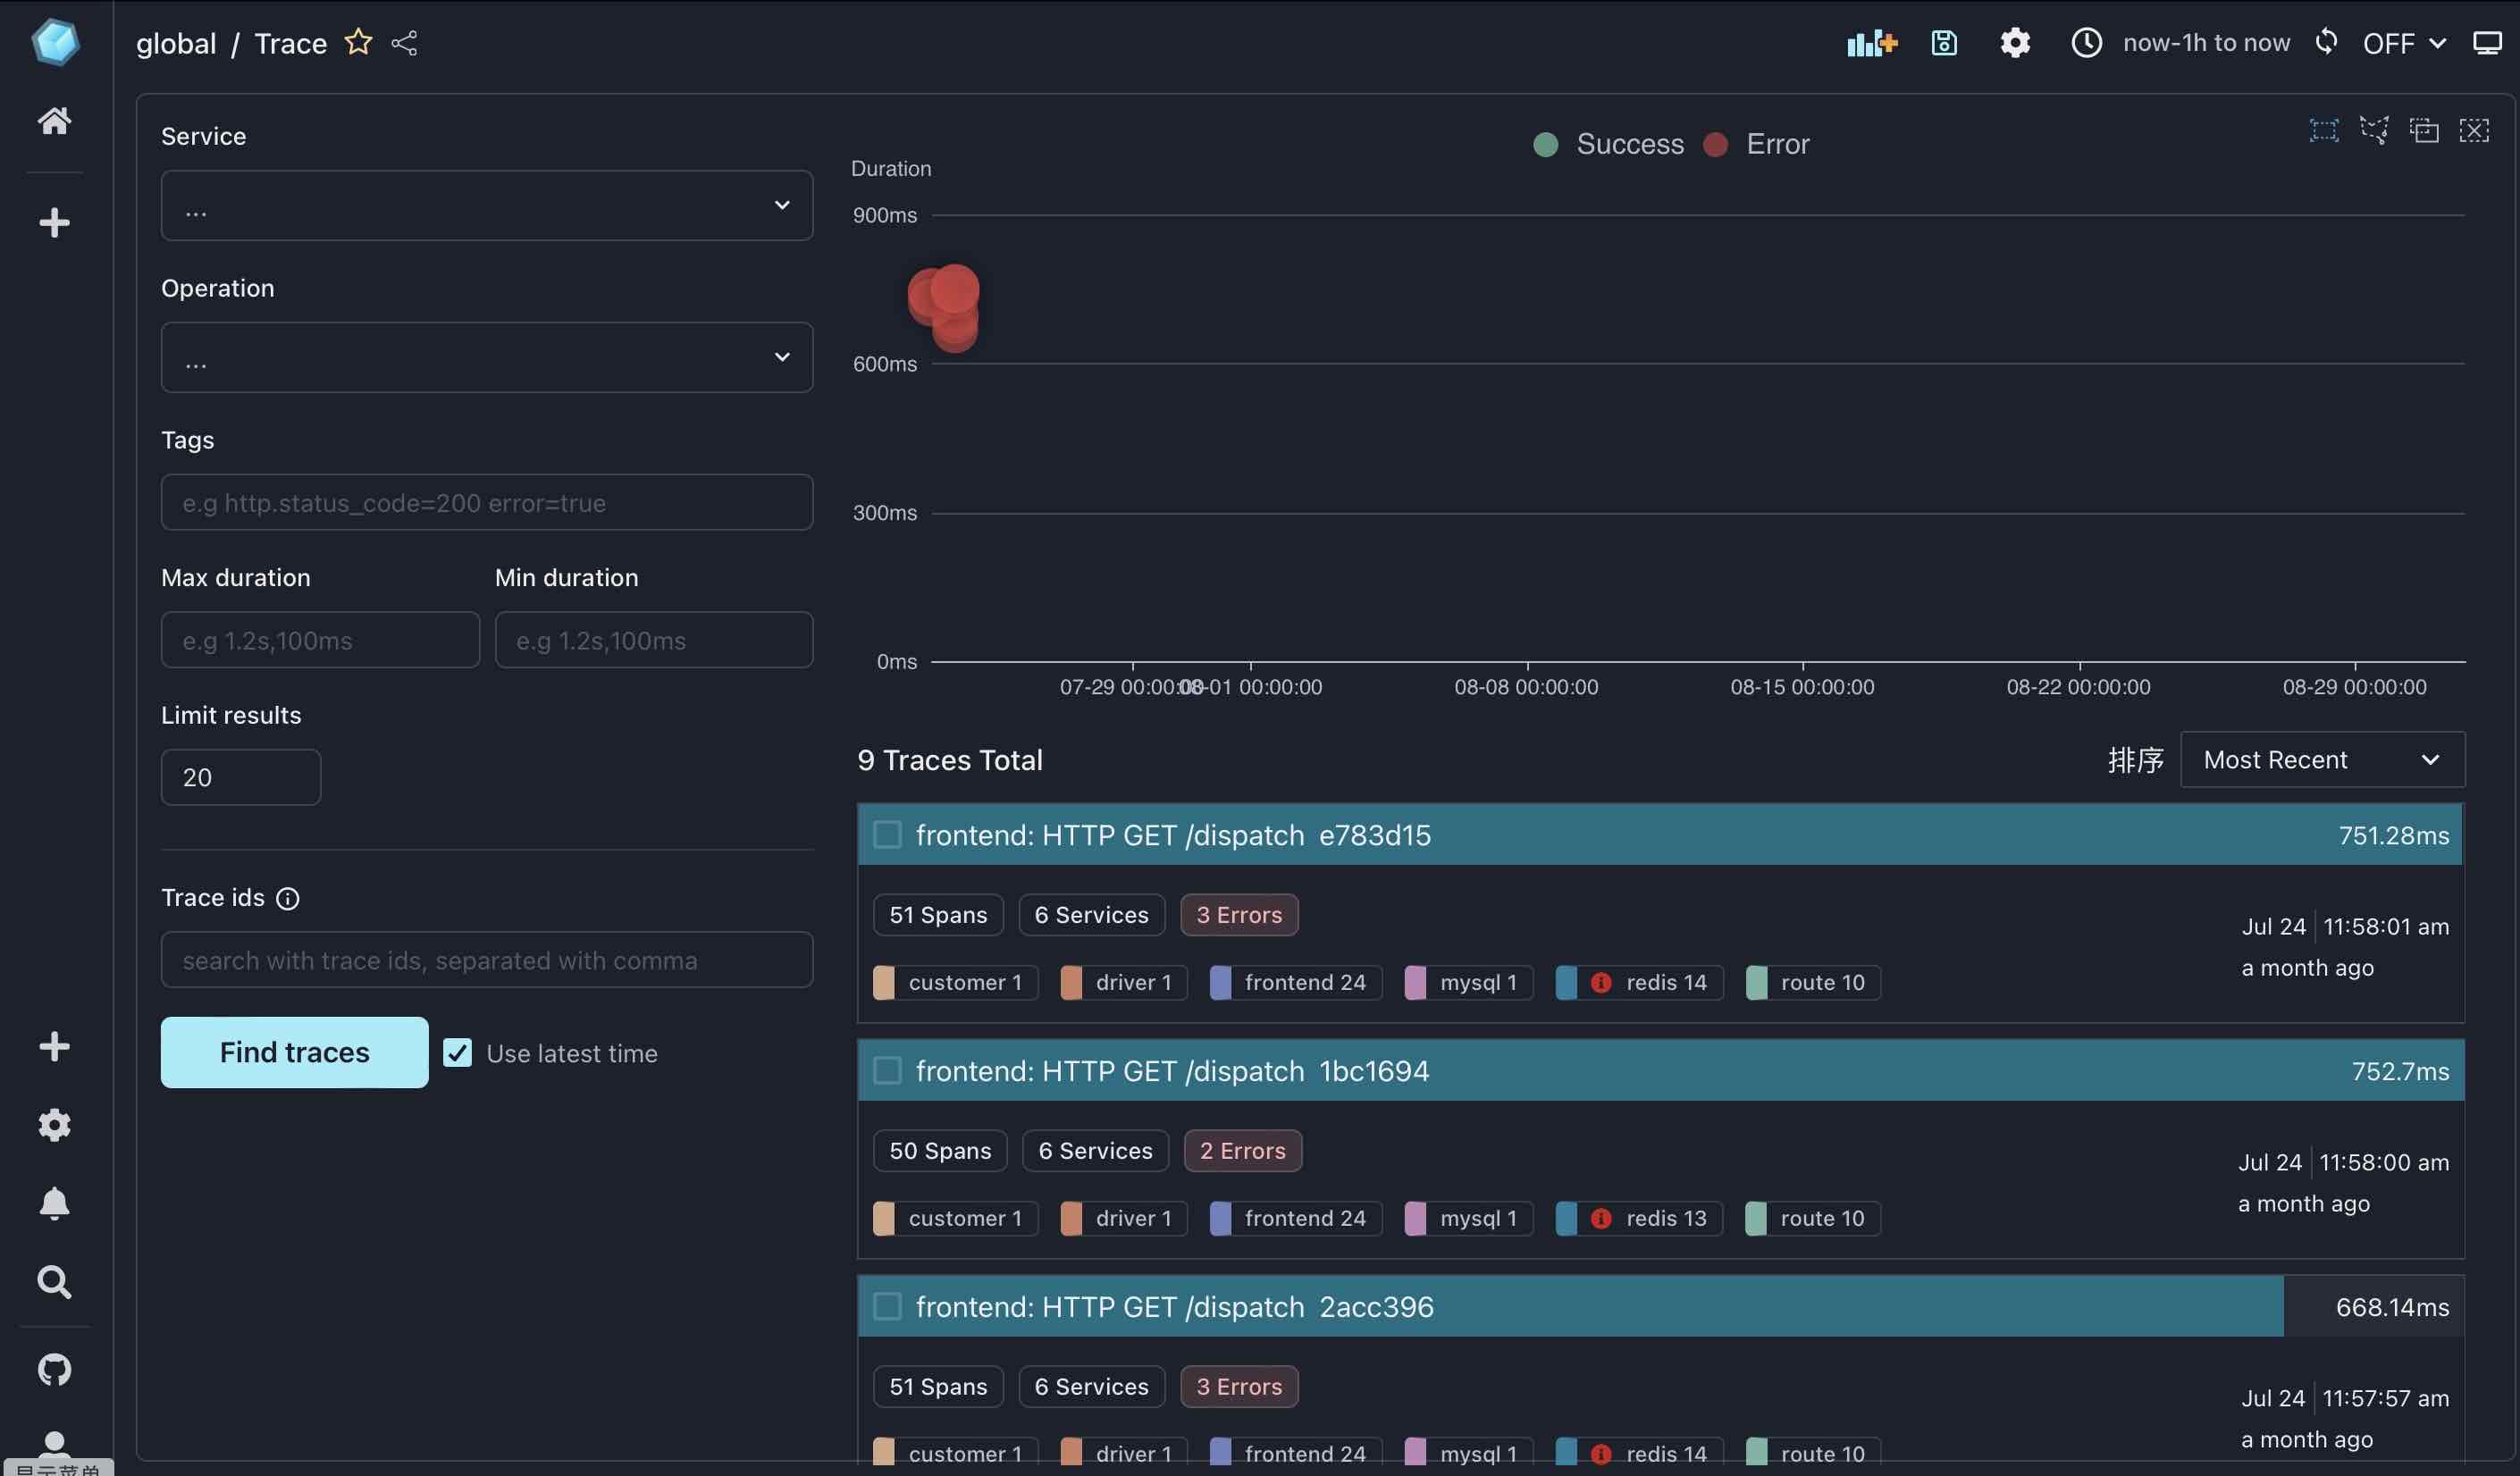 global / Trace
now-1h to now
OFF
Service
...
Operation
...
Tags
e.g http.status_code=200 error=true
Max duration
Min duration
e.g 1.2s,100ms
e.g 1.2s,100ms
Limit results
20
Trace ids
search with trace ids, separated with comma
Find traces
Use latest time
Success
Error
Duration
900ms
600ms
300ms
0ms
07-29 00:00:00
08-01 00:00:00
08-08 00:00:00
08-15 00:00:00
08-22 00:00:00
08-29 00:00:00
9 Traces Total
排序
Most Recent
frontend: HTTP GET /dispatch e783d15
751.28ms
51 Spans
6 Services
3 Errors
Jul 24 11:58:01 am
a month ago
customer 1
driver 1
frontend 24
mysql 1
redis 14
route 10
frontend: HTTP GET /dispatch 1bc1694
752.7ms
50 Spans
6 Services
2 Errors
Jul 24 11:58:00 am
a month ago
customer 1
driver 1
frontend 24
mysql 1
redis 13
route 10
frontend: HTTP GET /dispatch 2acc396
668.14ms
51 Spans
6 Services
3 Errors
Jul 24 11:57:57 am
a month ago
customer 1
driver 1
frontend 24
mysql 1
redis 14
route 10
显示菜单